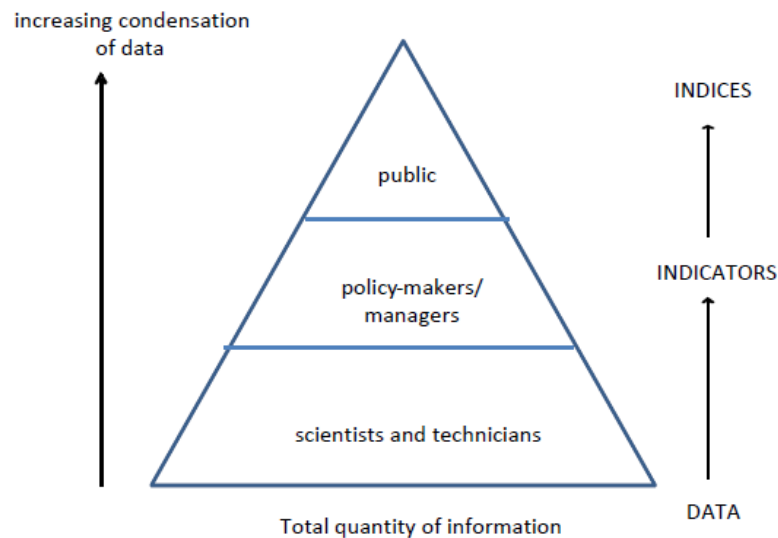 increasing condensation
of data
INDICES
public
INDICATORS
policy-makers/
managers
scientists and technicians
DATA
Total quantity of information